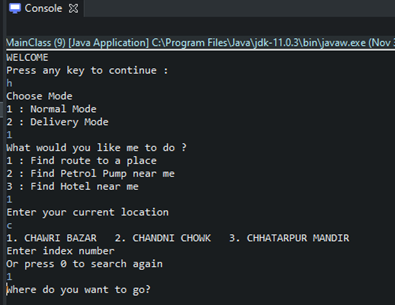 Console
MainClass (9) [Java Application] C:\Program Files\Java\jdk-11.0.3\bin\javaw.exe (Nov 3
WELCOME
Press any key to continue :
h
Choose Mode
1 : Normal Mode
2 : Delivery Mode
1
What would you like me to do ?
1 : Find route to a place
2 : Find Petrol Pump near me
3 : Find Hotel near me
1
Enter your current location
c
1. CHAWRI BAZAR   2. CHANDNI CHOWK   3. CHHATARPUR MANDIR
Enter index number
Or press 0 to search again
1
Where do you want to go?